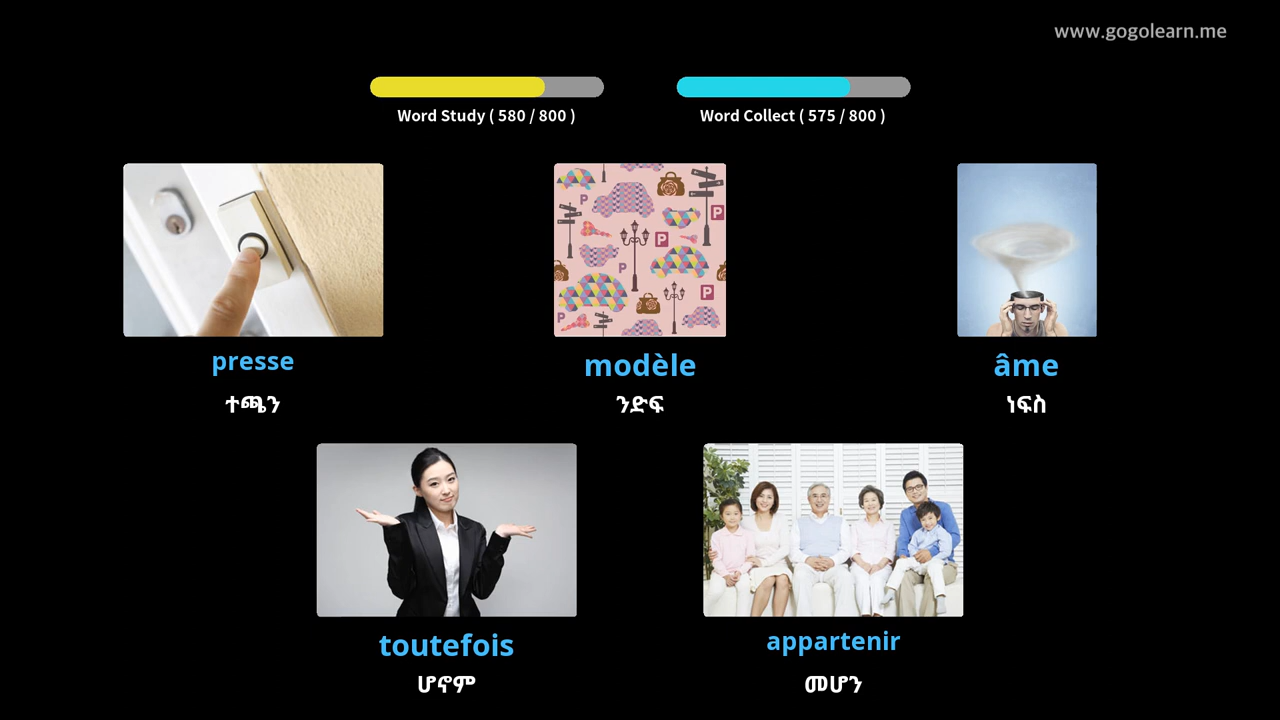 www.gogolearn.me
Word Study ( 580 / 800 )
Word Collect ( 575 / 800 )
P
P
P
P
P
P
presse
ተጫን
modèle
ንድፍ
âme
ነፍስ
toutefois
ሆኖም
appartenir
መሆን